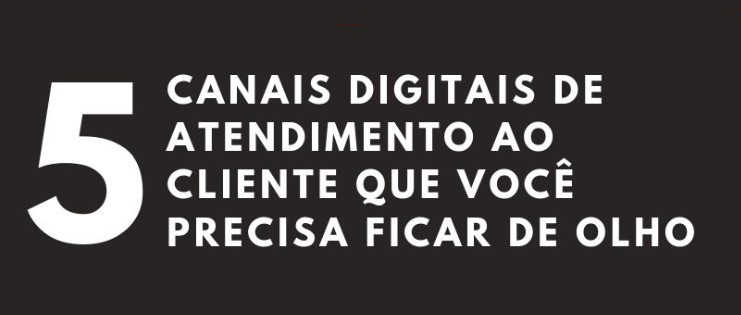 5
CANAIS DIGITAIS DE
ATENDIMENTO AO
CLIENTE QUE VOCÊ
PRECISA FICAR DE OLHO